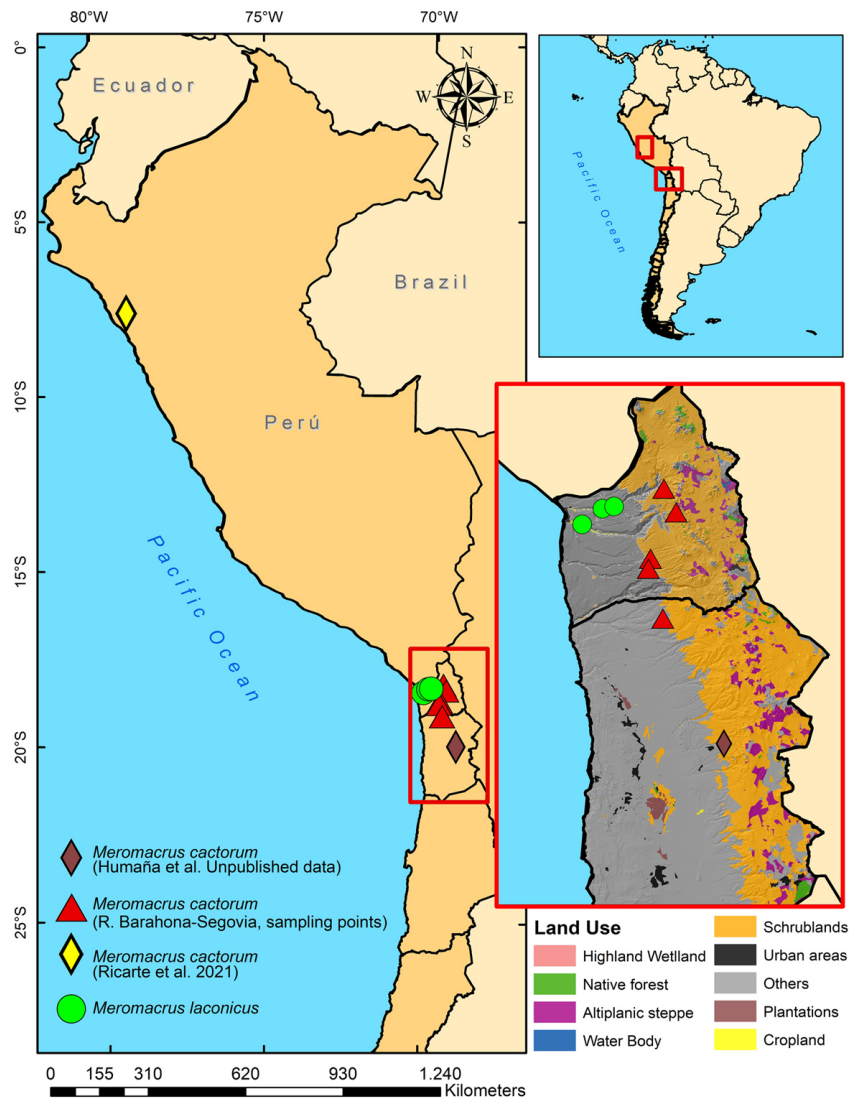 80°W
75°W
70°W
0°
5°S
10°S
15°S
20°S
25°S
Ecuador
N
W
E
S
Brazil
Perú
Pacific Ocean
Pacific Ocean
Meromacrus cactorum
(Humaña et al. Unpublished data)
Meromacrus cactorum
(R. Barahona-Segovia, sampling points)
Meromacrus cactorum
(Ricarte et al. 2021)
Meromacrus laconicus
Land Use
Highland Wetlland
Native forest
Altiplanic steppe
Water Body
Schrublands
Urban areas
Others
Plantations
Cropland
0 155 310 620 930 1.240
Kilometers